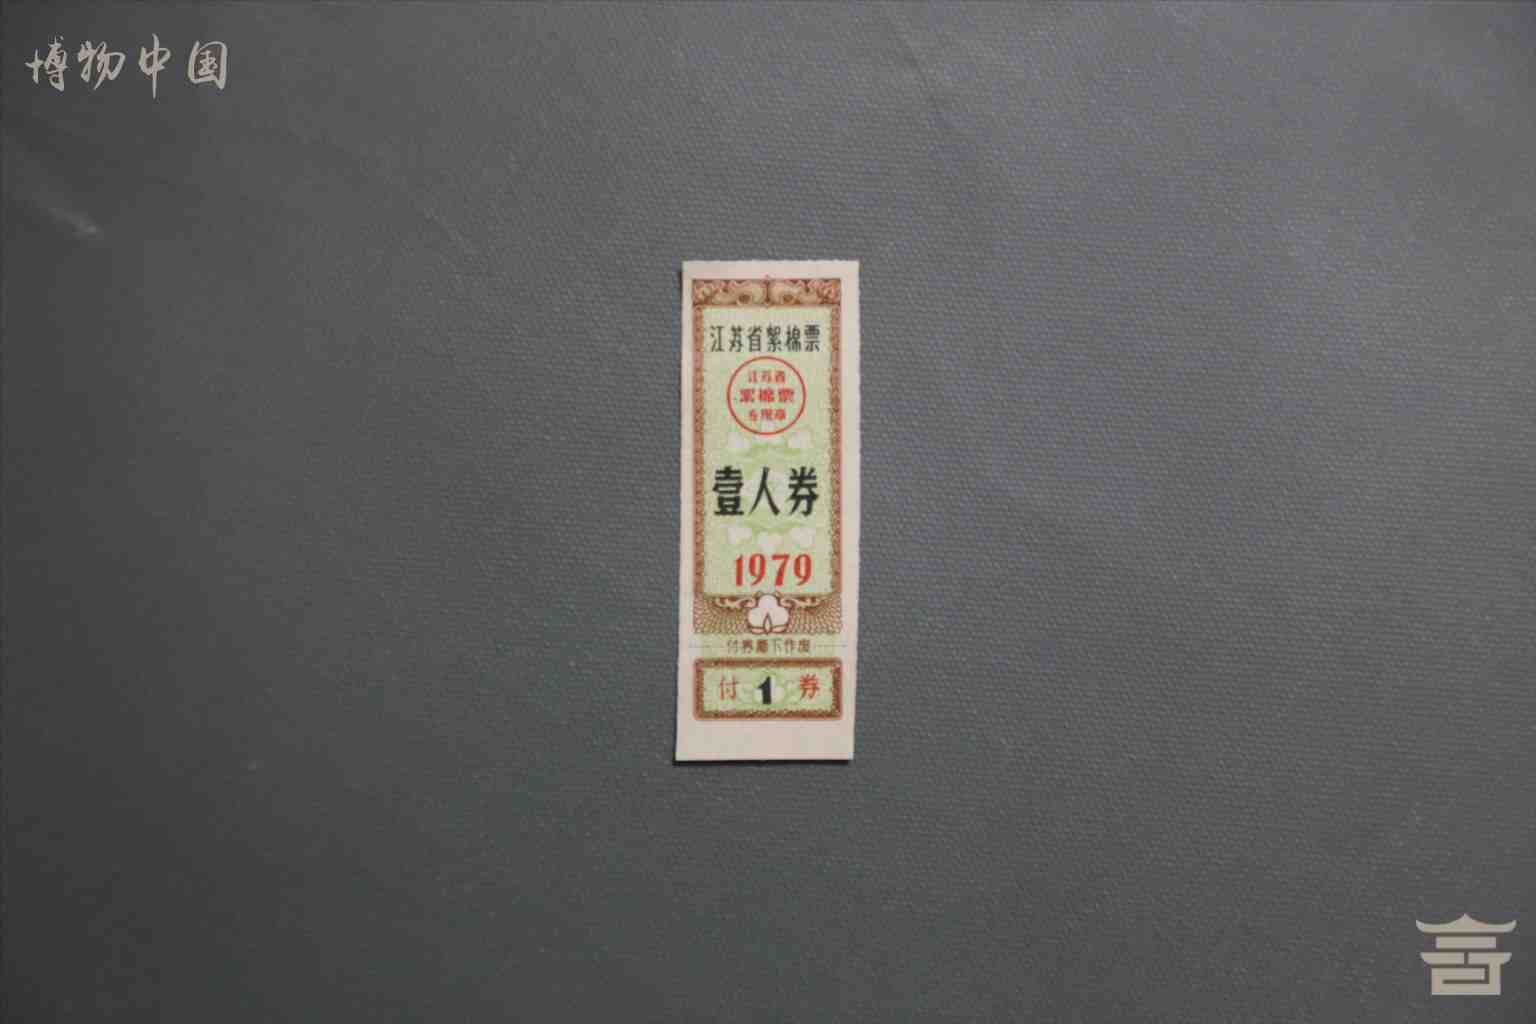 博物中国
江苏省絮棉票
江苏省
絮棉票
专用章
壹人券
1979
付券撕下作废
付1券